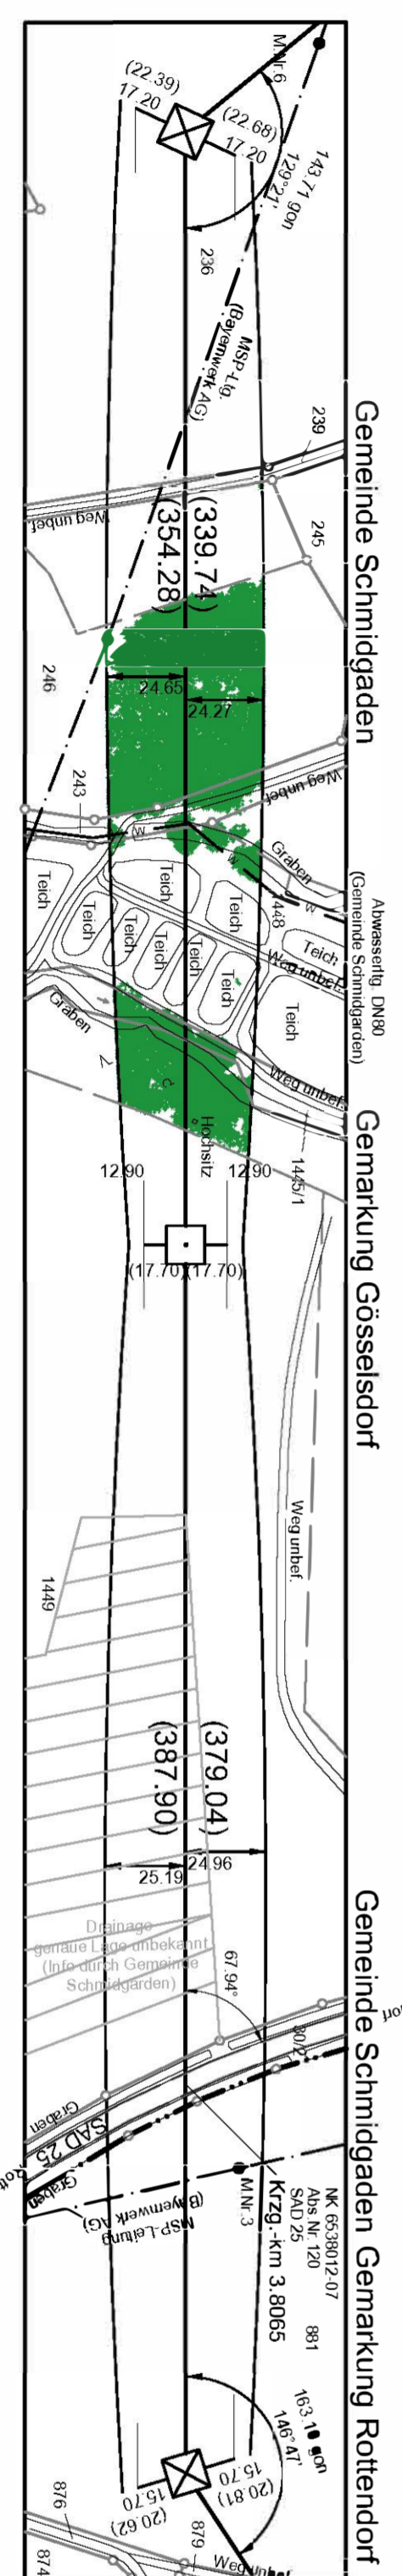 M.Nr.6
(22.39)
17.20
(22.68)
17.20
143.71 gon
129°21'
236
MSP-Ltg.
(Bayernwerk AG)
239
Weg unbef.
245
Gemeinde Schmidgaden
(339.74)
(354.28)
24.65
24.27
246
243
Weg unbef.
W
Graben
W
W
448
Teich
Teich
Teich
Teich
Teich
Teich
Teich
Teich
Teich
Teich
Weg unbef.
Abwasserltg. DN80
(Gemeinde Schmidgarden)
Graben
Weg unbef.
Hochsitz
1445/1
Gemarkung Gösselsdorf
12.90
12.90
(17.70)
(17.70)
Weg unbef.
1449
(379.04)
(387.90)
25.19
24.96
Drainage
genaue Lage unbekannt
(Info durch Gemeinde
Schmidgarden)
67.94°
Gemeinde Schmidgaden Gemarkung Rottendorf
Graben
SAD 25
Graben
MSP-Leitung
(Bayernwerk AG)
M.Nr.3
Krzg.-km 3.8065
NK 6538012-07
Abs.Nr. 120
SAD 25
881
163.10 gon
146°47'
15.70
(20.81)
15.70
(20.62)
876
879
874
Weg unbef.